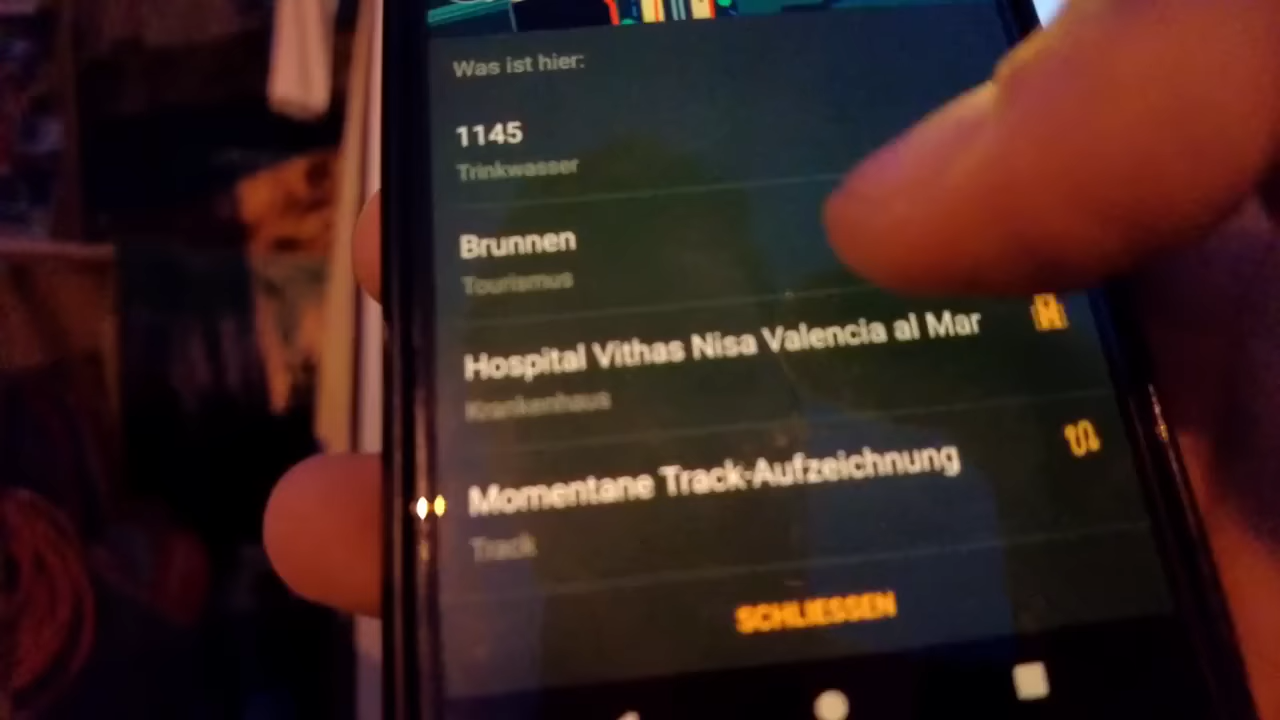 Was ist hier:
1145
Trinkwasser
Brunnen
Tourismus
Hospital Vithas Nisa Valencia al Mar
Krankenhaus
Momentane Track-Aufzeichnung
Track
SCHLIESSEN